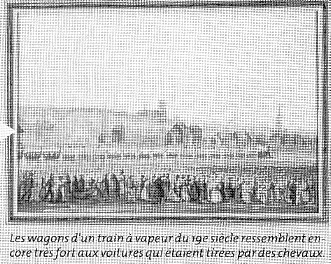 Les wagons d'un train à vapeur du 19e siècle ressemblent en
core très fort aux voitures qui étaient tirées par des chevaux